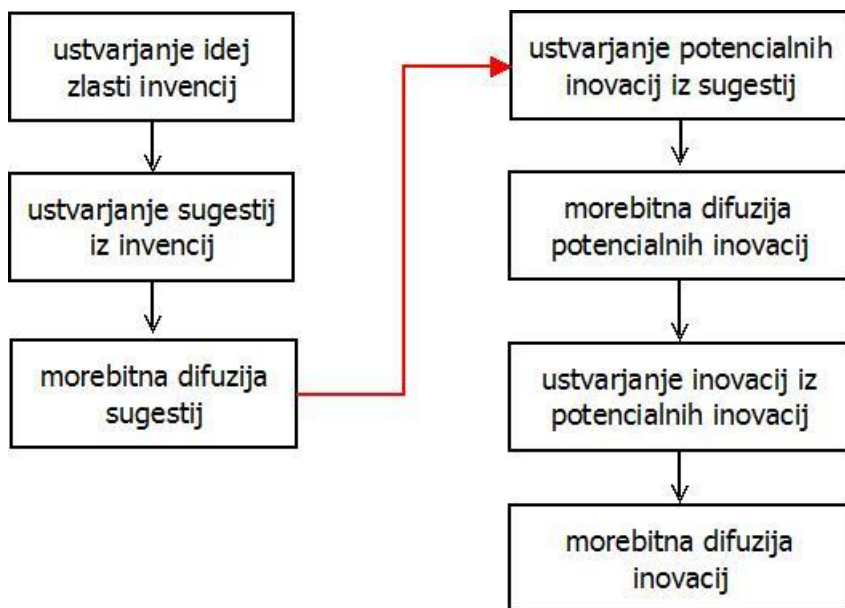 ustvarjanje idej
zlasti invencij
ustvarjanje sugestij
iz invencij
morebitna difuzija
sugestij
ustvarjanje potencialnih
inovacij iz sugestij
morebitna difuzija
potencialnih inovacij
ustvarjanje inovacij iz
potencialnih inovacij
morebitna difuzija
inovacij